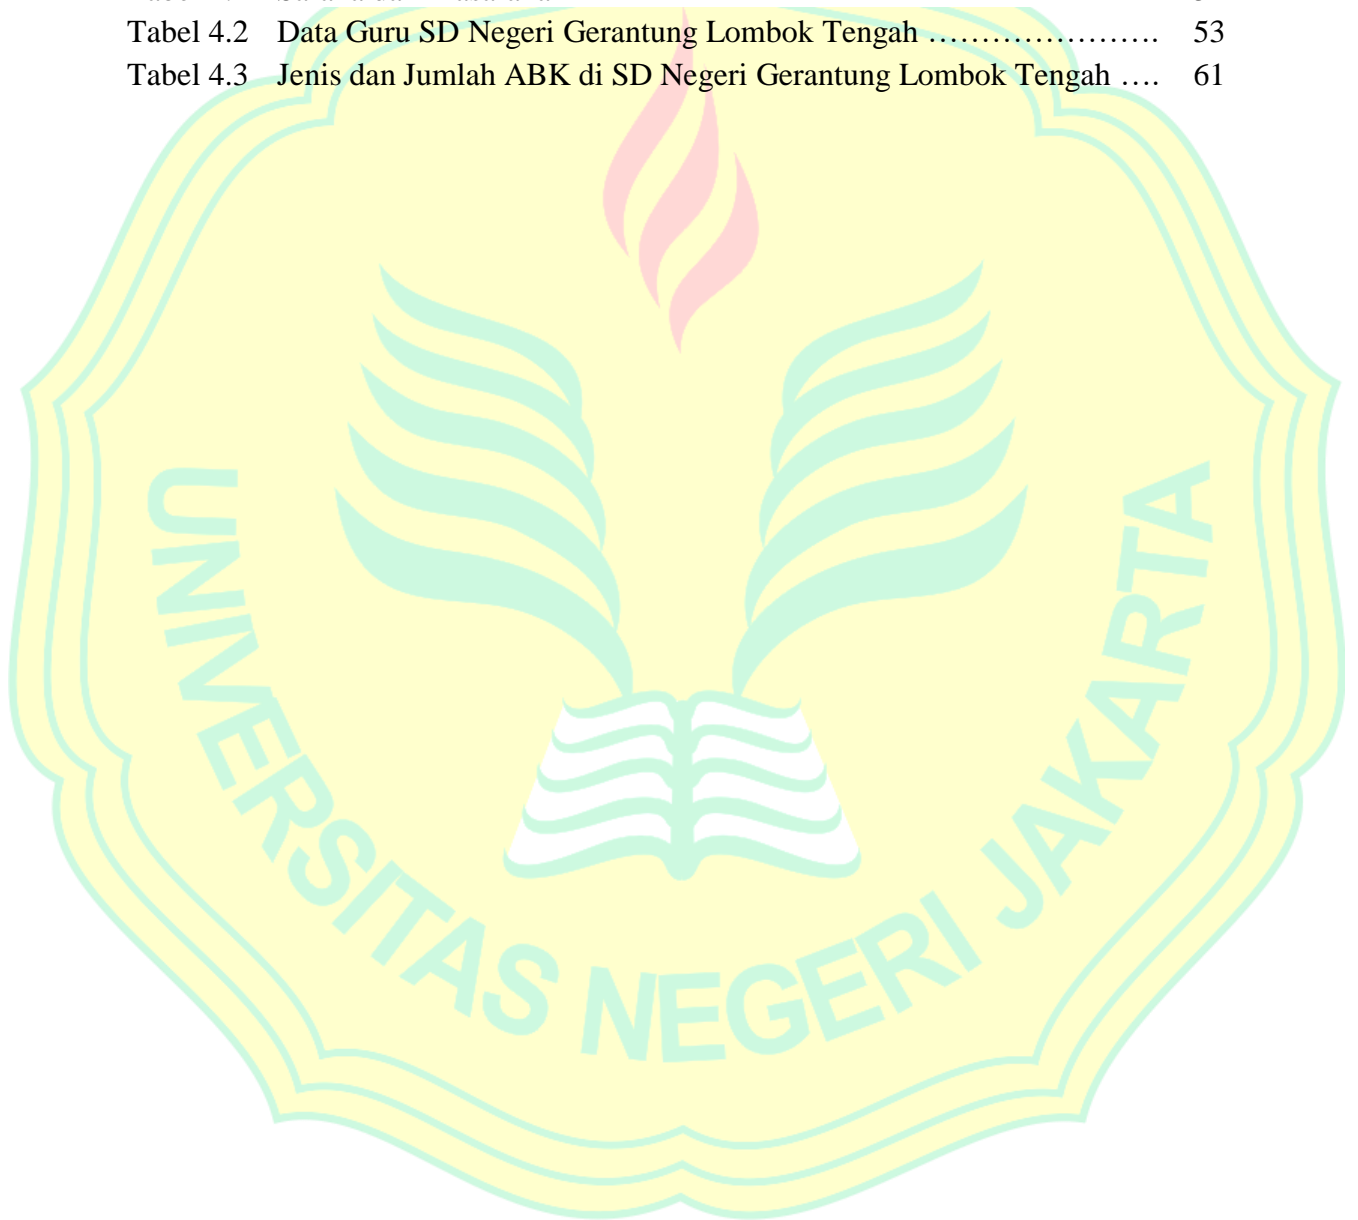 Tabel 4.2 Data Guru SD Negeri Gerantung Lombok Tengah ………………… 53
Tabel 4.3 Jenis dan Jumlah ABK di SD Negeri Gerantung Lombok Tengah …. 61
UNIVERSITAS NEGERI JAKARTA